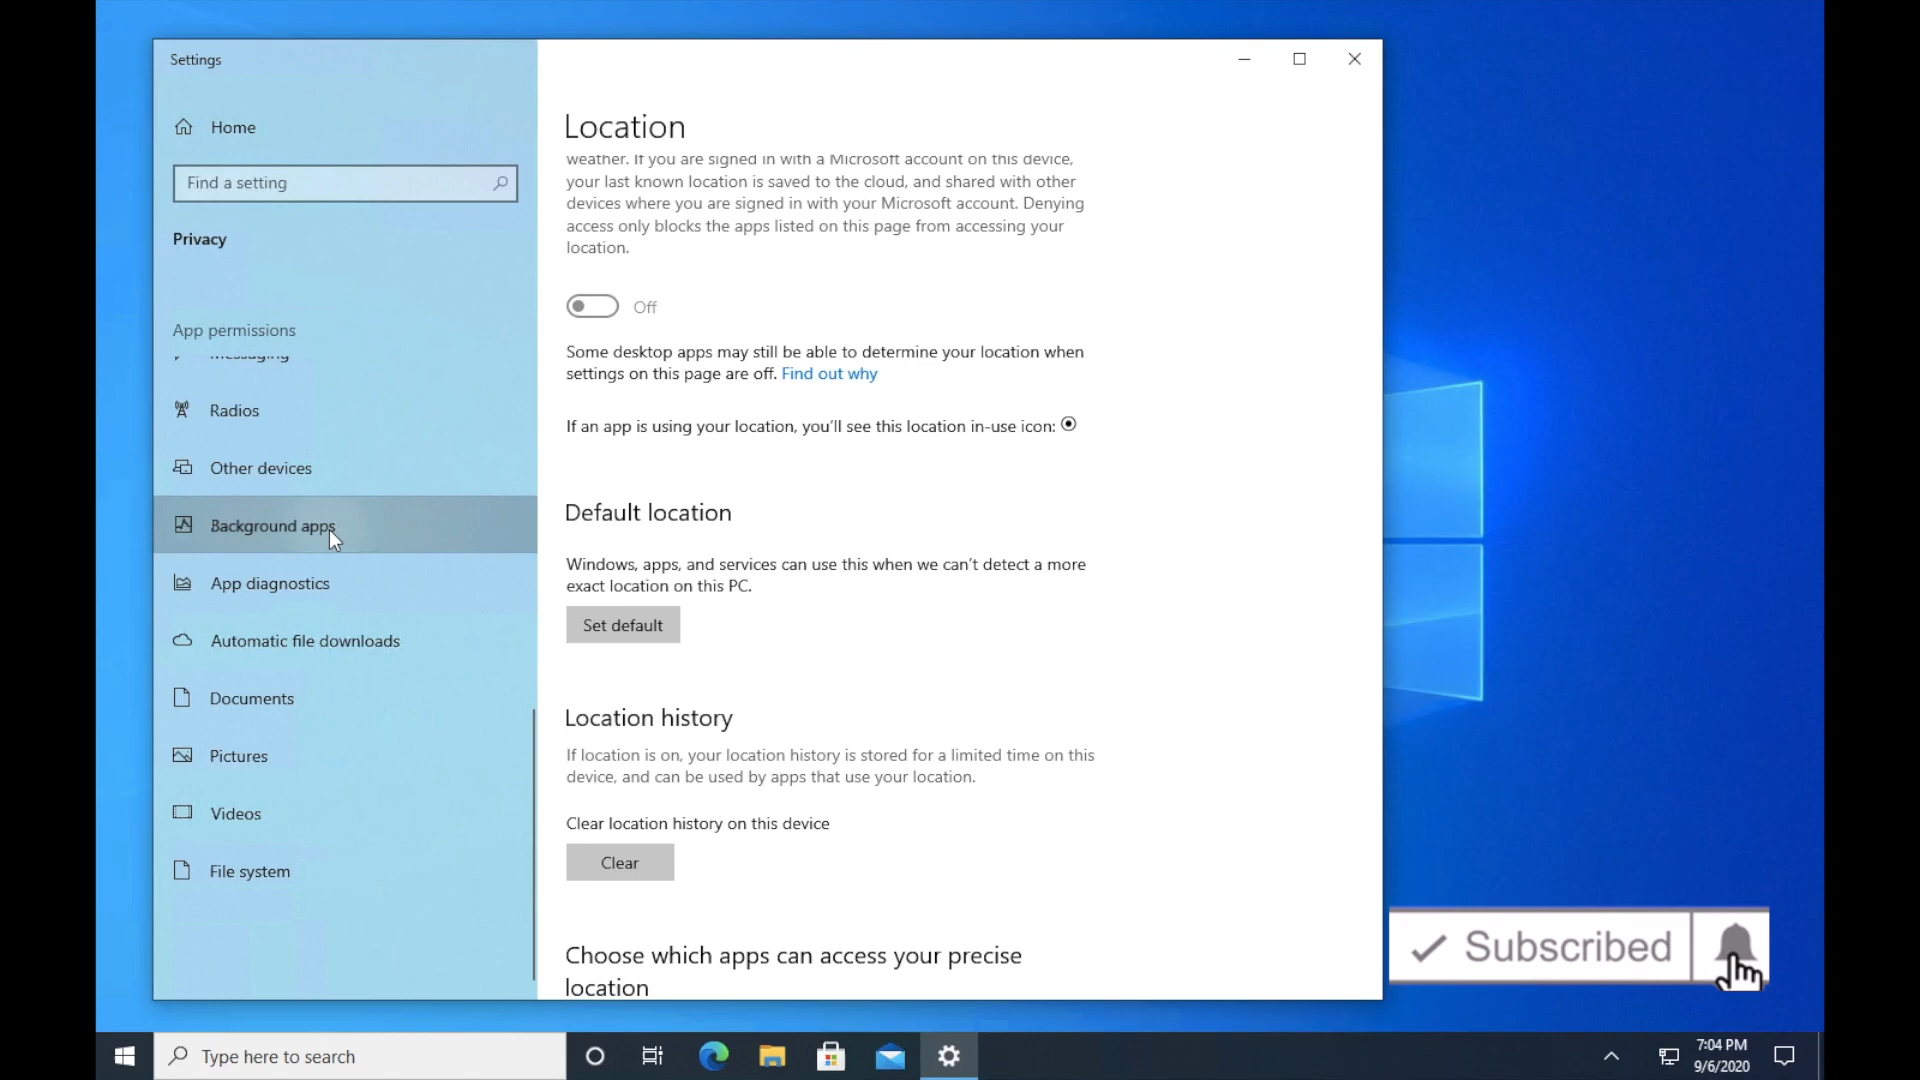 Settings
Home
Find a setting
Privacy
App permissions
Messaging
Radios
Other devices
Background apps
App diagnostics
Automatic file downloads
Documents
Pictures
Videos
File system
Location
weather. If you are signed in with a Microsoft account on this device,
your last known location is saved to the cloud, and shared with other
devices where you are signed in with your Microsoft account. Denying
access only blocks the apps listed on this page from accessing your
location.
Off
Some desktop apps may still be able to determine your location when
settings on this page are off. Find out why
If an app is using your location, you’ll see this location in-use icon:
Default location
Windows, apps, and services can use this when we can’t detect a more
exact location on this PC.
Set default
Location history
If location is on, your location history is stored for a limited time on this
device, and can be used by apps that use your location.
Clear location history on this device
Clear
Choose which apps can access your precise
location
Subscribed
Type here to search
7:04 PM
9/6/2020